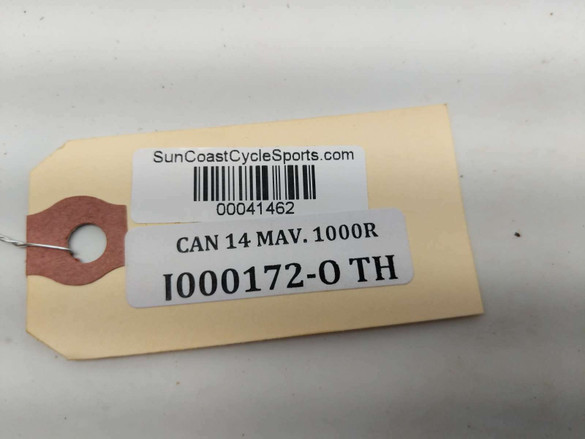 SunCoastCycleSports.com
00041462
CAN 14 MAV. 1000R
I000172-O TH